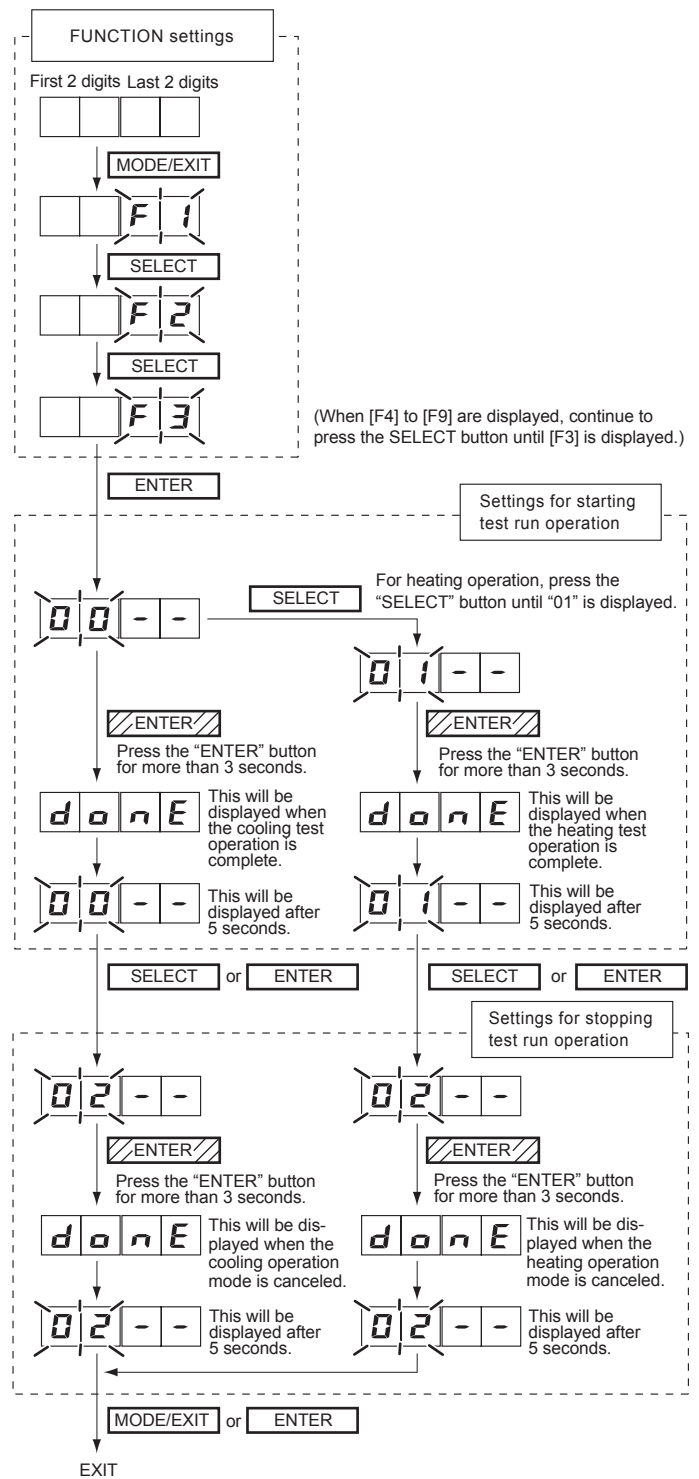 FUNCTION settings
First 2 digits Last 2 digits
MODE/EXIT
F 1
SELECT
F 2
SELECT
F 3
(When [F4] to [F9] are displayed, continue to
press the SELECT button until [F3] is displayed.)
ENTER
Settings for starting
test run operation
0 0 - -
SELECT
For heating operation, press the
“SELECT” button until “01” is displayed.
0 1 - -
ENTER
Press the “ENTER” button
for more than 3 seconds.
d o n E
This will be
displayed when
the cooling test
operation is
complete.
0 0 - -
This will be
displayed after
5 seconds.
ENTER
Press the “ENTER” button
for more than 3 seconds.
d o n E
This will be
displayed when
the heating test
operation is
complete.
0 1 - -
This will be
displayed after
5 seconds.
SELECT or ENTER
SELECT or ENTER
Settings for stopping
test run operation
0 2 - -
ENTER
Press the “ENTER” button
for more than 3 seconds.
d o n E
This will be dis-
played when the
cooling operation
mode is canceled.
0 2 - -
This will be
displayed after
5 seconds.
0 2 - -
ENTER
Press the “ENTER” button
for more than 3 seconds.
d o n E
This will be dis-
played when the
heating operation
mode is canceled.
0 2 - -
This will be
displayed after
5 seconds.
MODE/EXIT or ENTER
EXIT